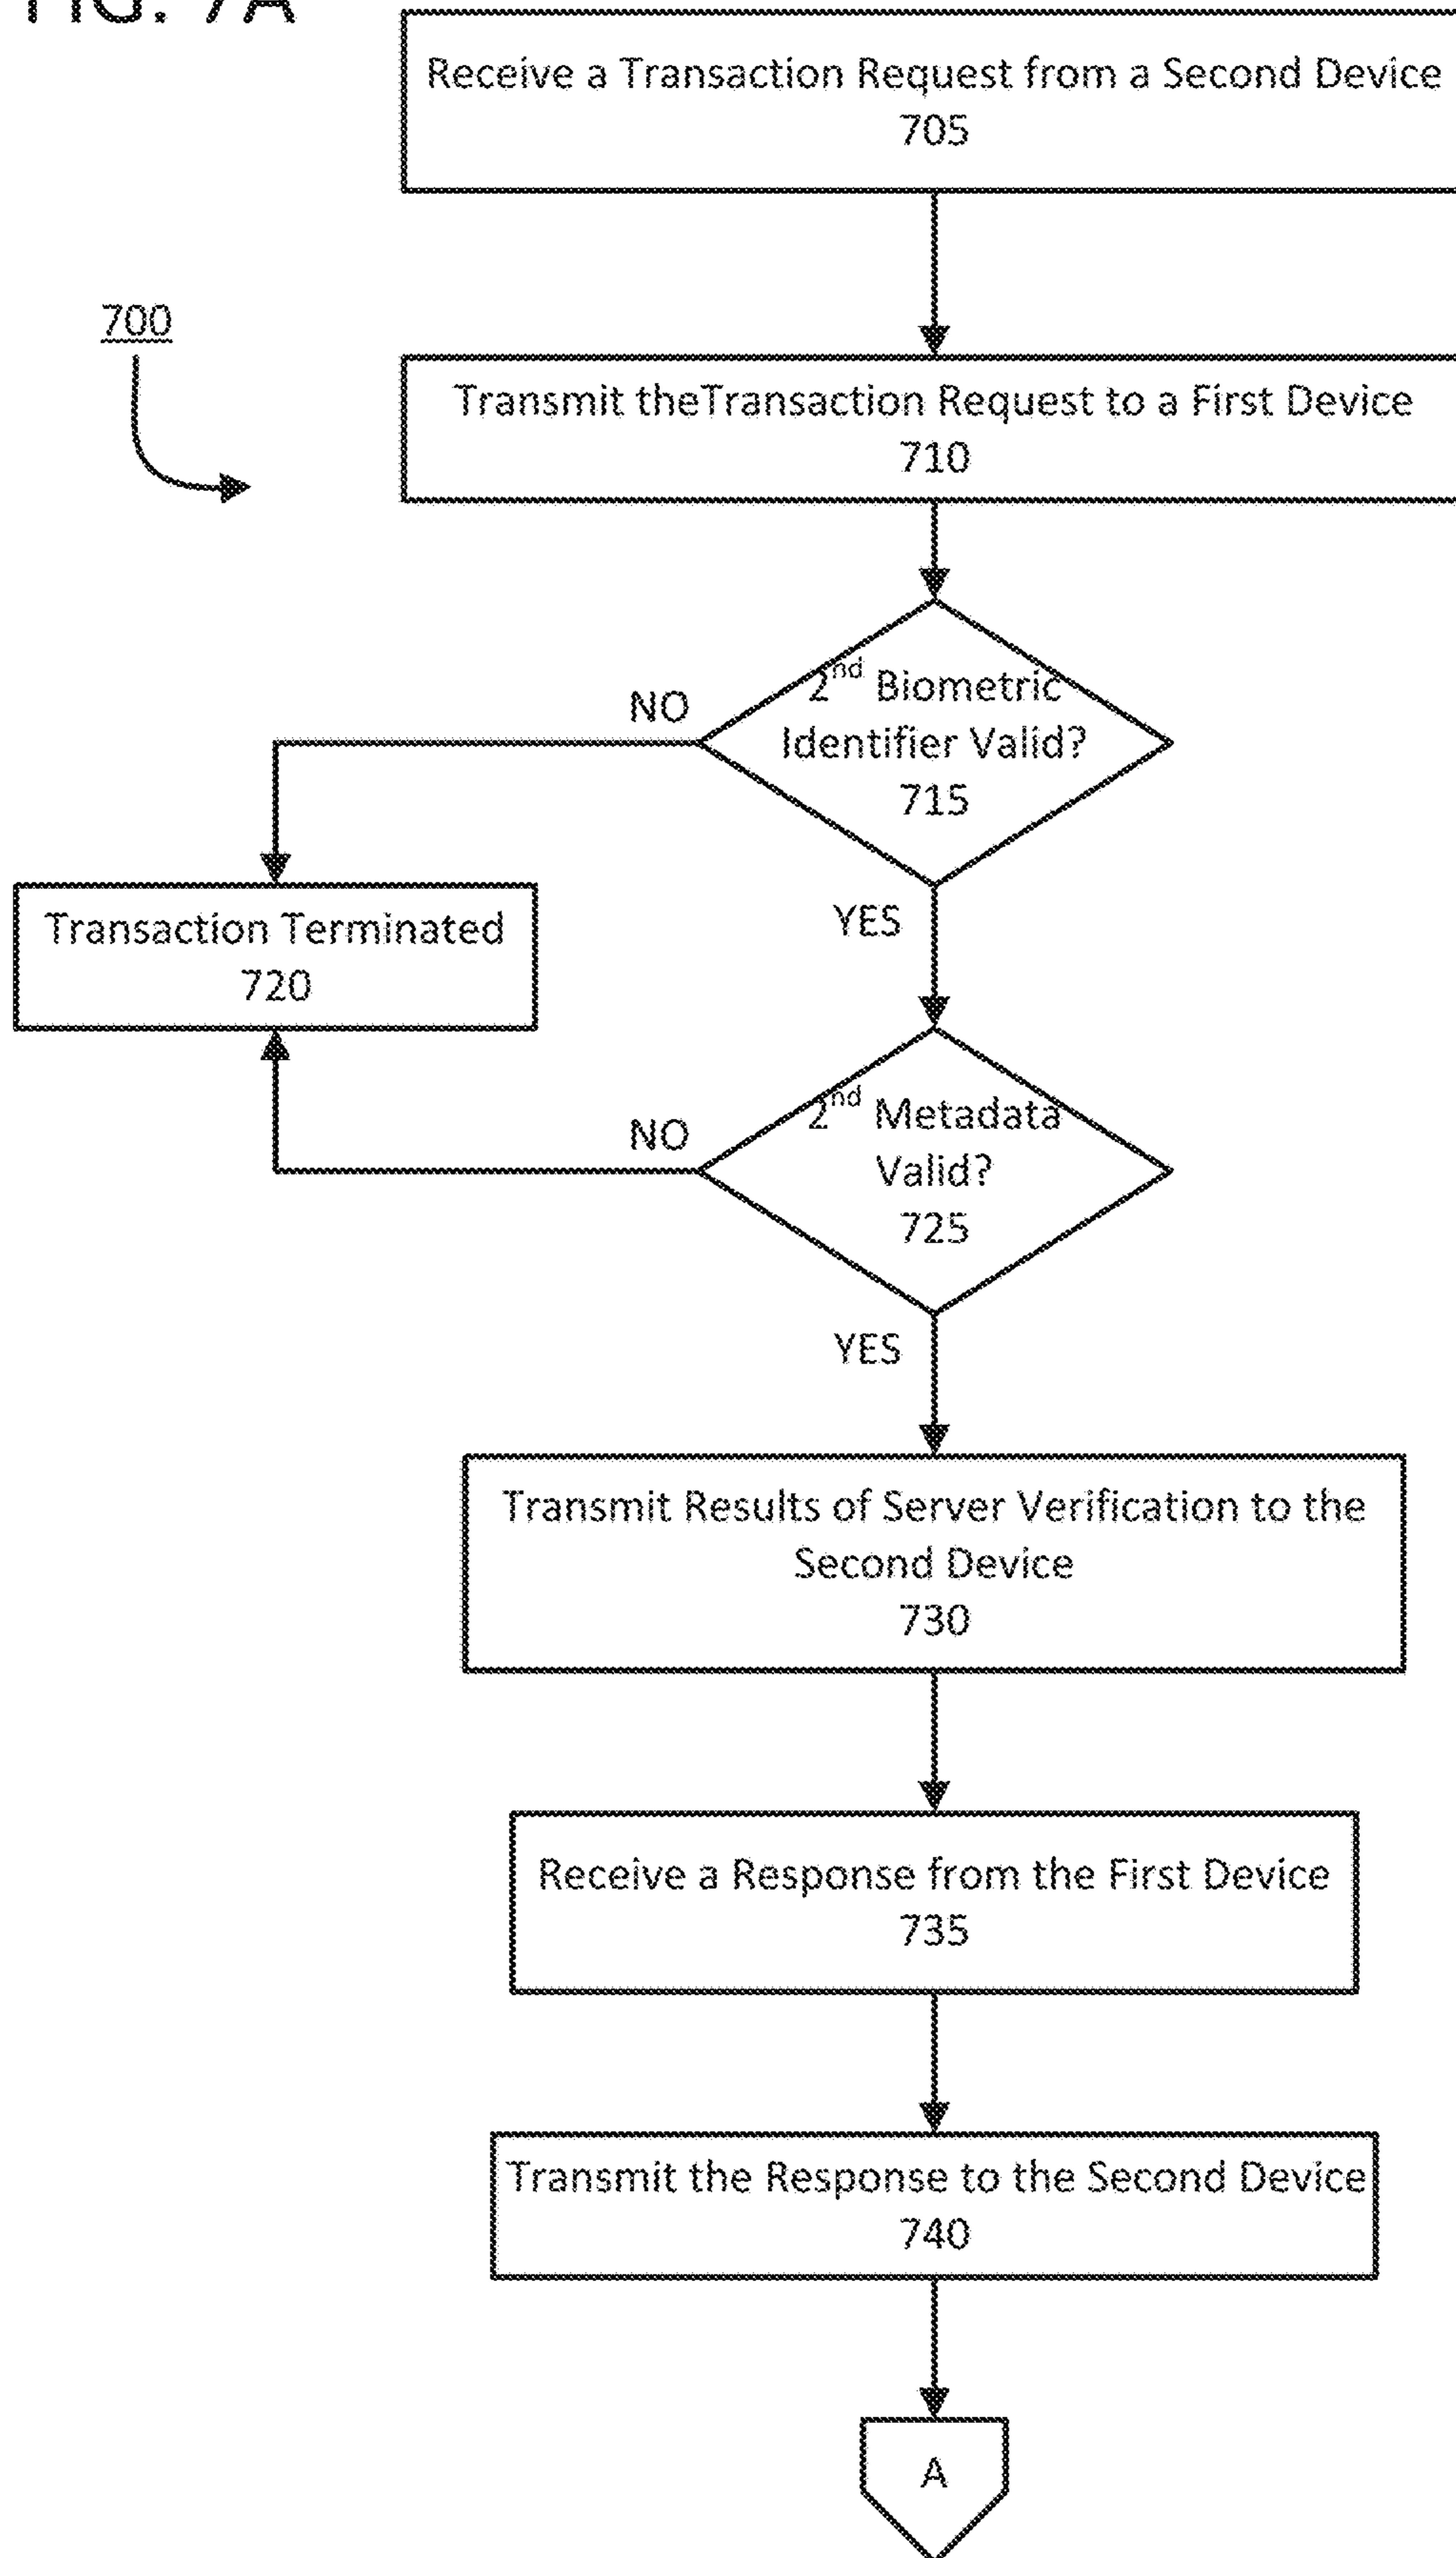 FIG. 7A
Receive a Transaction Request from a Second Device
705
700
Transmit theTransaction Request to a First Device
710
2nd Biometric
NO
Identifier Valid?
715
Transaction Terminated
YES
720
2nd Metadata
NO
Valid?
725
YES
Transmit Results of Server Verification to the
Second Device
730
Receive a Response from the First Device
735
Transmit the Response to the Second Device
740
A